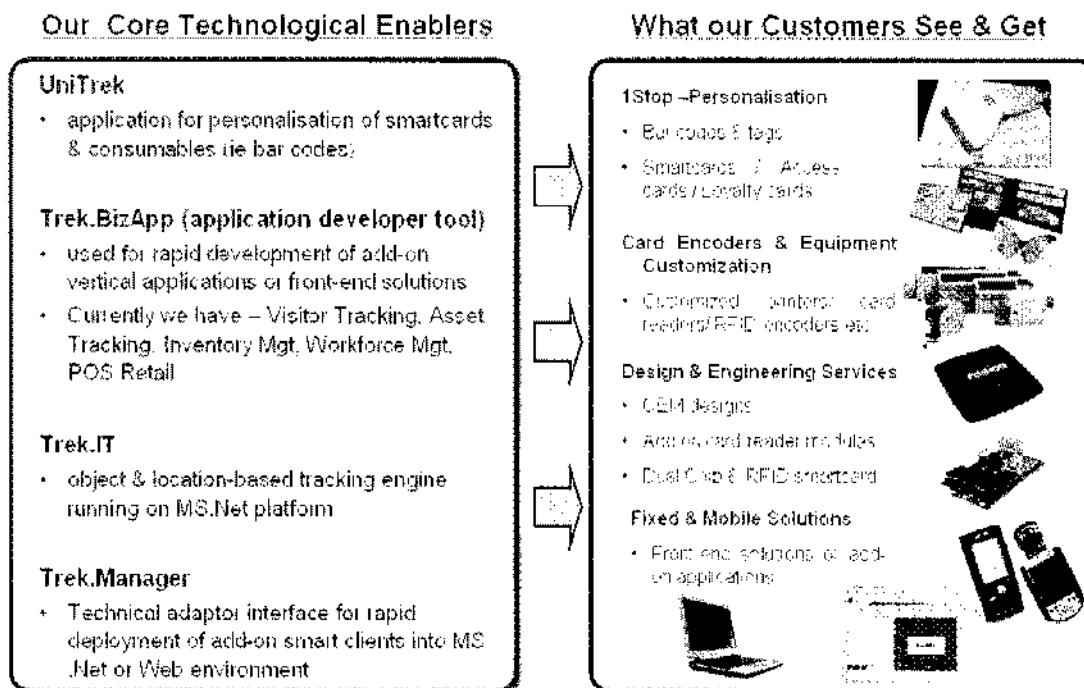 Our Core Technological Enablers
UniTrek
• application for personalisation of smartcards
& consumables (ie bar codes)
Trek.BizApp (application developer tool)
• used for rapid development of add-on
vertical applications or front-end solutions
• Currently we have – Visitor Tracking, Asset
Tracking, Inventory Mgt, Workforce Mgt,
POS Retail
Trek.IT
• object & location-based tracking engine
running on MS.Net platform
Trek.Manager
• Technical adaptor interface for rapid
deployment of add-on smart clients into MS
.Net or Web environment
What our Customers See & Get
1Stop –Personalisation
• Bar codes & tags
• Smartcards / Access
cards / Loyalty cards
Card Encoders & Equipment
Customization
• Customized printers/ card
readers/ RFID encoders etc
Design & Engineering Services
• OEM designs
• Add on card reader modules
• Dual Chip & RFID smartcard
Fixed & Mobile Solutions
• Front end solutions or add-
on applications